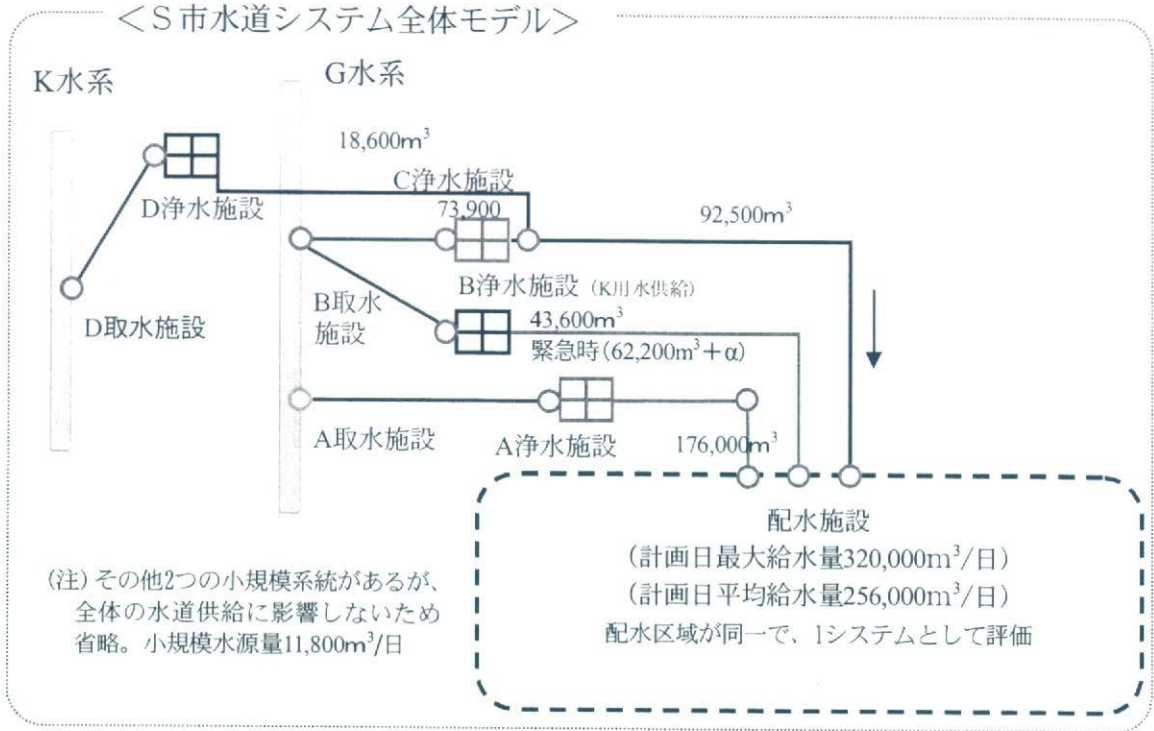 <S市水道システム全体モデル>
K水系
G水系
18,600m³
C浄水施設
73,900
92,500m³
D浄水施設
B浄水施設(K用水供給)
B取水
施設
D取水施設
43,600m³
緊急時(62,200m³+α)
A取水施設
A浄水施設
176,000m³
配水施設
(計画日最大給水量320,000m³/日)
(計画日平均給水量256,000m³/日)
配水区域が同一で、1システムとして評価
(注)その他2つの小規模系統があるが、
全体の水道供給に影響しないため
省略。小規模水源量11,800m³/日